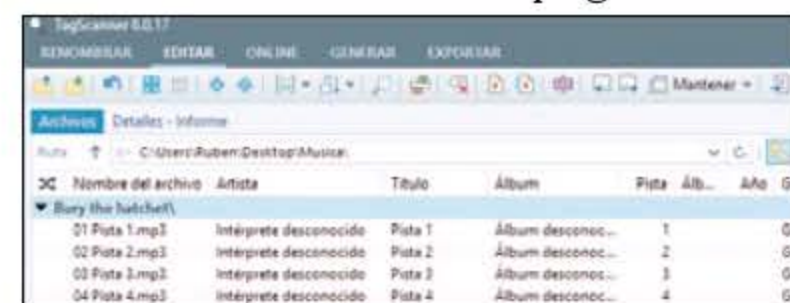 TagScanner 6.0.17
RENOMBRAR EDITAR ONLINE GENERAR EXPORTAR
Mantener
Archivos Detalles - Informe
Ruta C:\Users\Ruben\Desktop\Musica\
Nombre del archivo Artista Título Álbum Pista Álb... Año G
Bury the hatchet\
01 Pista 1.mp3 Intérprete desconocido Pista 1 Álbum desconoc... 1 G
02 Pista 2.mp3 Intérprete desconocido Pista 2 Álbum desconoc... 2 G
03 Pista 3.mp3 Intérprete desconocido Pista 3 Álbum desconoc... 3 G
04 Pista 4.mp3 Intérprete desconocido Pista 4 Álbum desconoc... 4 G